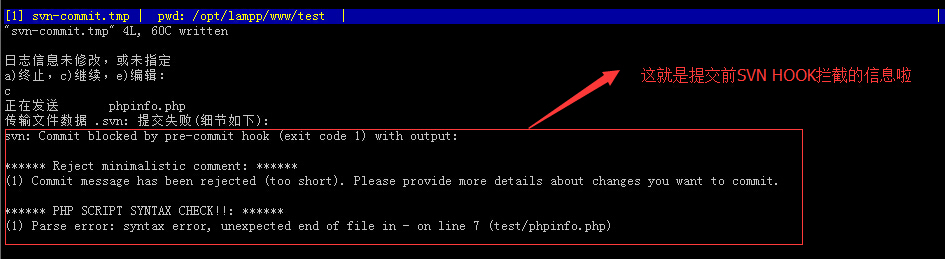 [1] svn-commit.tmp |  pwd: /opt/lampp/www/test  |
"svn-commit.tmp" 4L, 60C written
日志信息未修改，或未指定
a)终止，c)继续，e)编辑：
c
正在发送       phpinfo.php
传输文件数据 .svn: 提交失败(细节如下)：
svn: Commit blocked by pre-commit hook (exit code 1) with output:
****** Reject minimalistic comment: ******
(1) Commit message has been rejected (too short). Please provide more details about changes you want to commit.
****** PHP SCRIPT SYNTAX CHECK!!: ******
(1) Parse error: syntax error, unexpected end of file in - on line 7 (test/phpinfo.php)
这就是提交前SVN HOOK拦截的信息啦